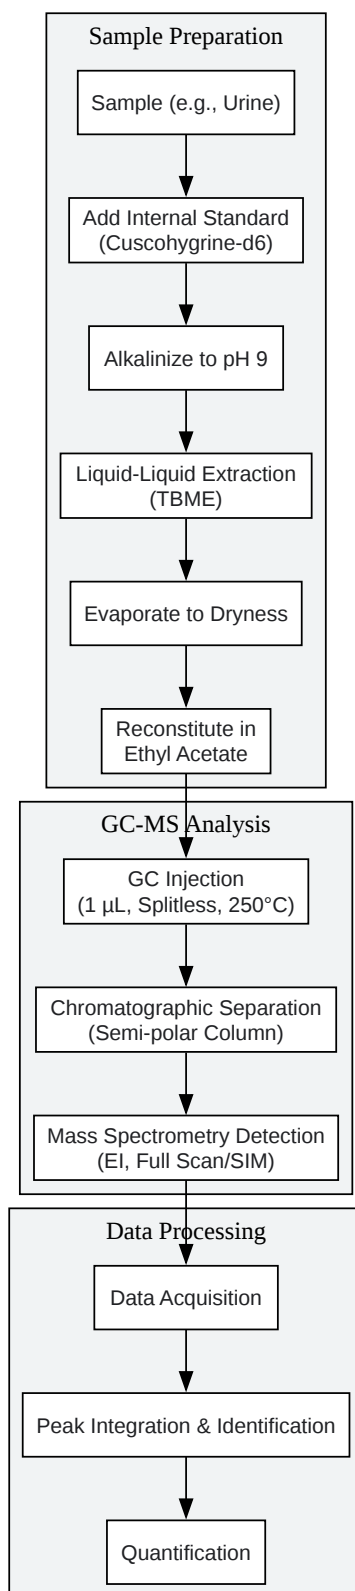 Sample Preparation
Sample (e.g., Urine)
Add Internal Standard
(Cuscohygrine-d6)
Alkalinize to pH 9
Liquid-Liquid Extraction
(TBME)
Evaporate to Dryness
Reconstitute in
Ethyl Acetate
GC-MS Analysis
GC Injection
(1 µL, Splitless, 250°C)
Chromatographic Separation
(Semi-polar Column)
Mass Spectrometry Detection
(EI, Full Scan/SIM)
Data Processing
Data Acquisition
Peak Integration & Identification
Quantification